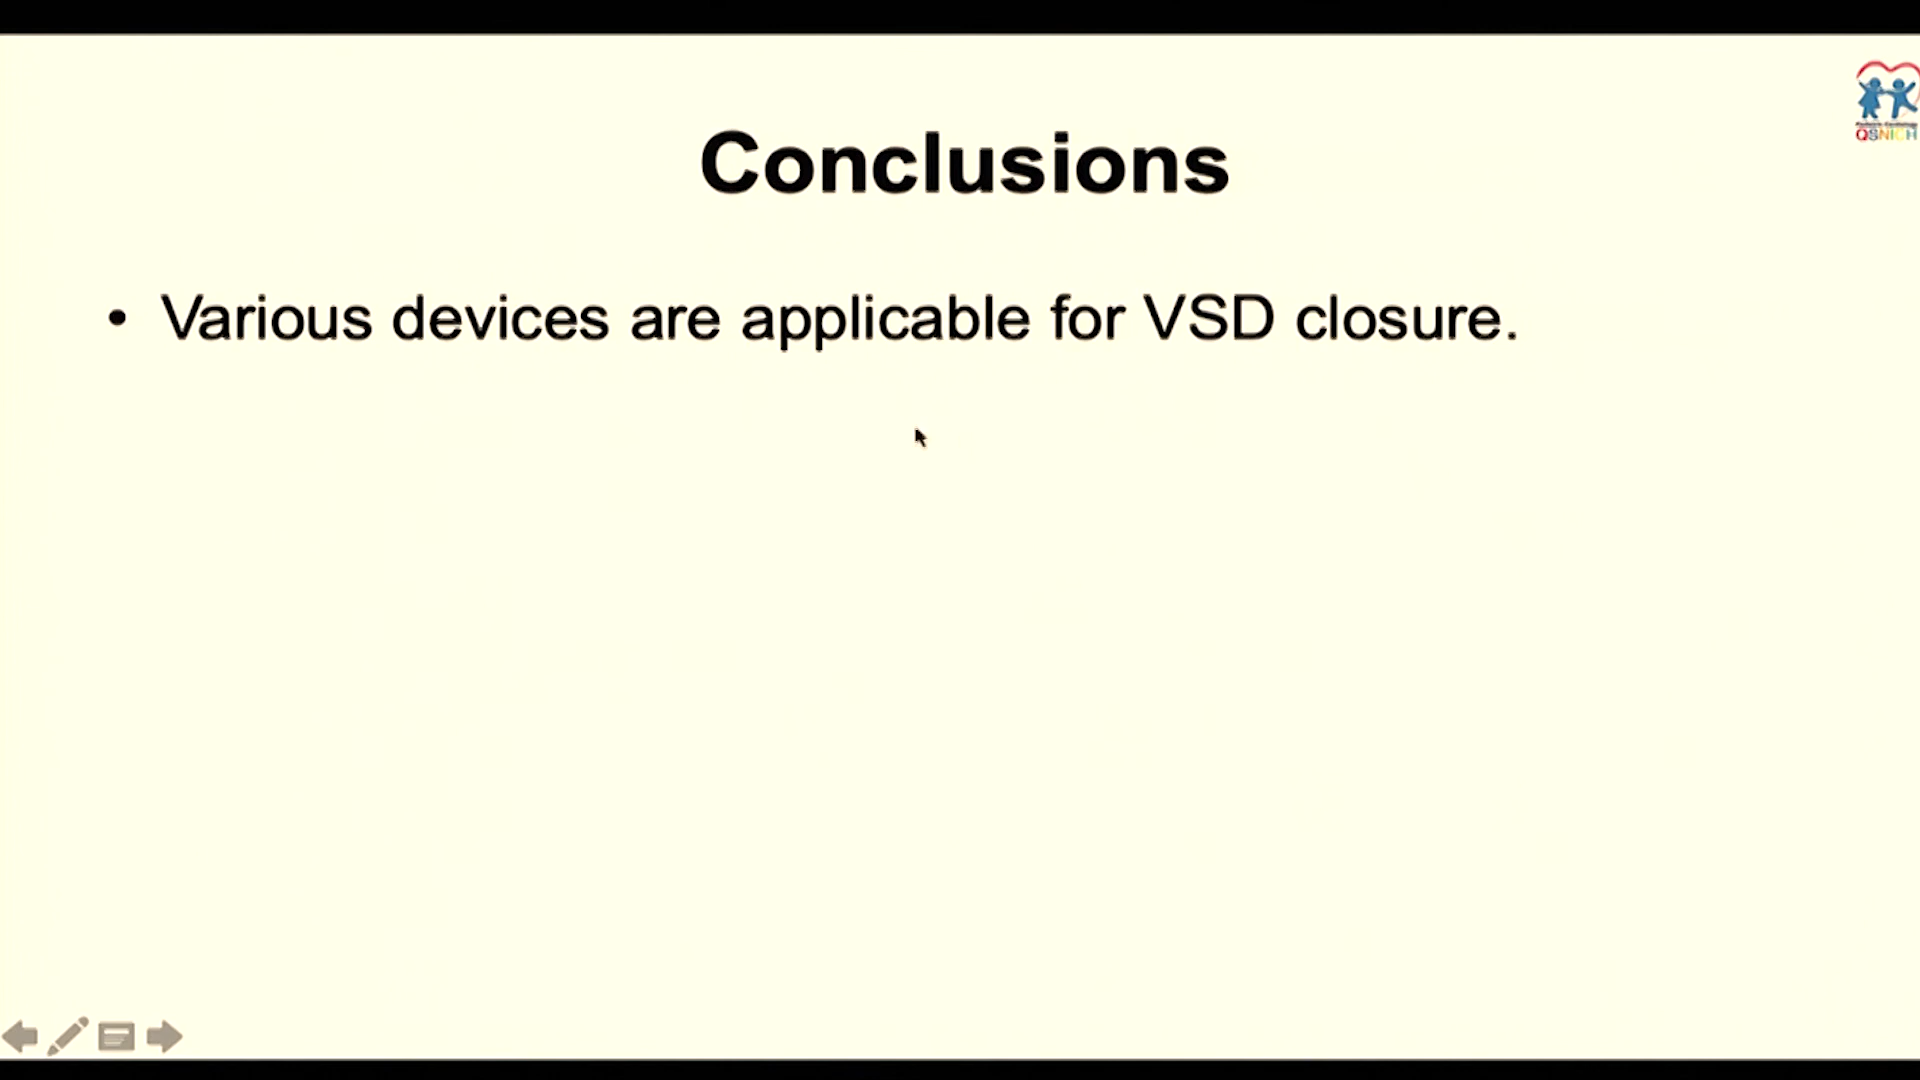 Conclusions
• Various devices are applicable for VSD closure.
QSNICH